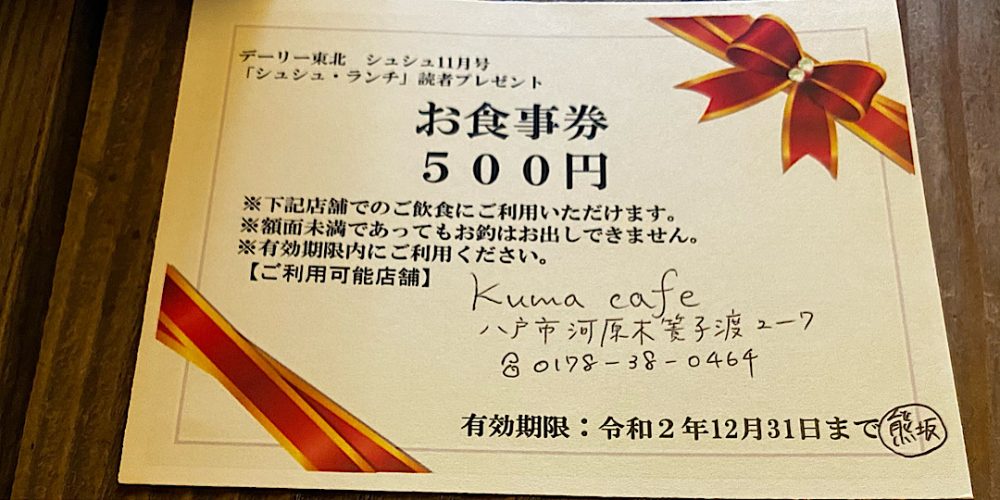 デーリー東北 シュシュ11月号
「シュシュ・ランチ」読者プレゼント
お食事券
５００円
※下記店舗でのご飲食にご利用いただけます。
※額面未満であってもお釣はお出しできません。
※有効期限内にご利用ください。
【ご利用可能店舗】
Kuma cafe
八戸市河原木簀子渡2-7
☎0178-38-0464
有効期限：令和２年12月31日まで
熊坂